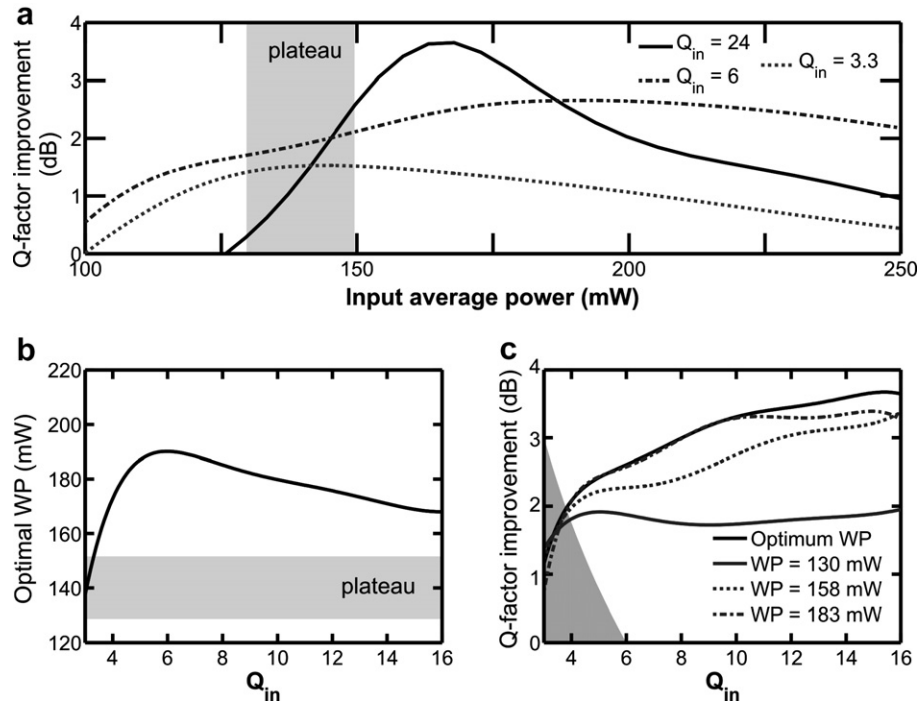 a
Q-factor improvement
(dB)
4
3
2
1
0
plateau
Q_in = 24
Q_in = 6
Q_in = 3.3
100
150
200
250
Input average power (mW)
b
Optimal WP (mW)
220
200
180
160
140
120
plateau
4
6
8
10
12
14
16
Q_in
c
Q-factor improvement (dB)
4
3
2
1
0
Optimum WP
WP = 130 mW
WP = 158 mW
WP = 183 mW
4
6
8
10
12
14
16
Q_in